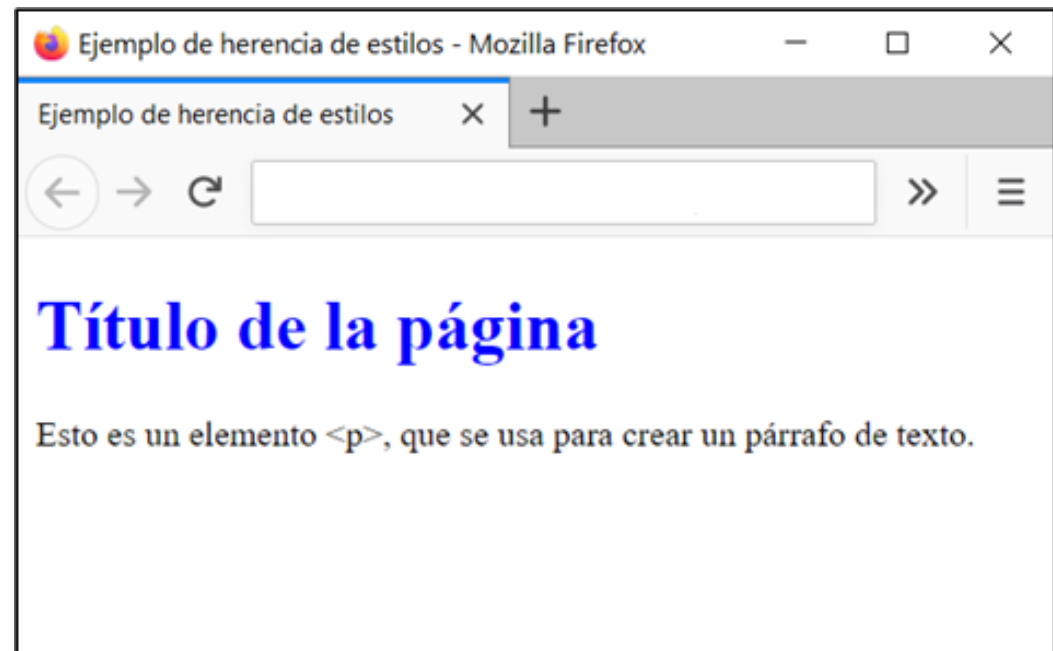 Ejemplo de herencia de estilos - Mozilla Firefox
Ejemplo de herencia de estilos
Título de la página
Esto es un elemento <p>, que se usa para crear un párrafo de texto.